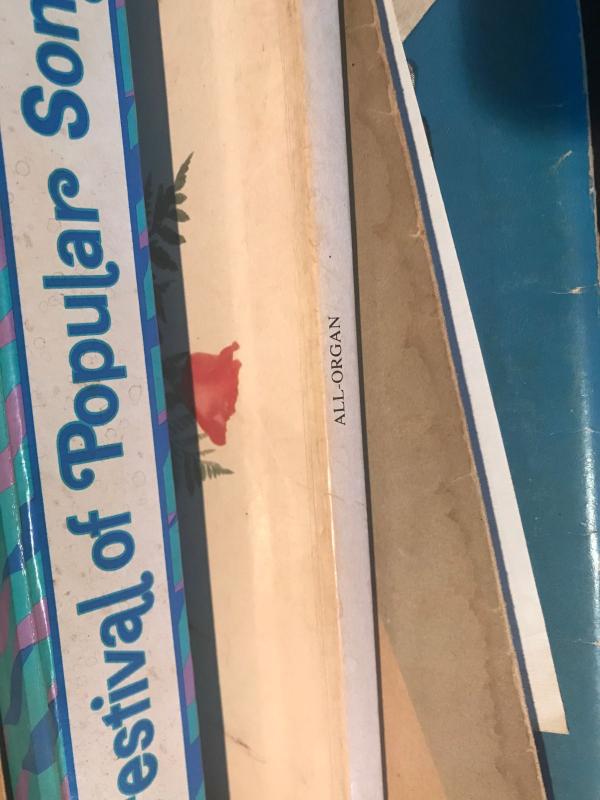 estival of Popular Son
ALL-ORGAN